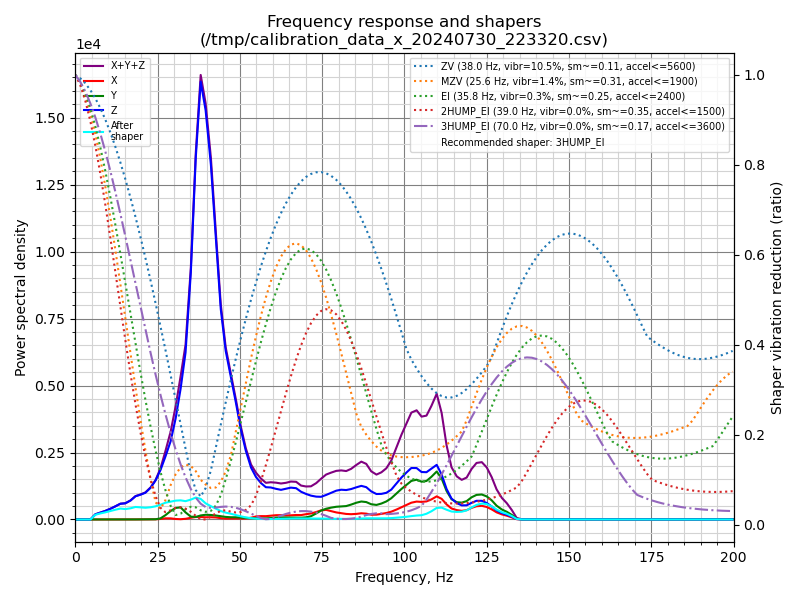 Frequency response and shapers
(/tmp/calibration_data_x_20240730_223320.csv)
1e4
X+Y+Z
X
Y
Z
After
shaper
ZV (38.0 Hz, vibr=10.5%, sm~=0.11, accel<=5600)
MZV (25.6 Hz, vibr=1.4%, sm~=0.31, accel<=1900)
EI (35.8 Hz, vibr=0.3%, sm~=0.25, accel<=2400)
2HUMP_EI (39.0 Hz, vibr=0.0%, sm~=0.35, accel<=1500)
3HUMP_EI (70.0 Hz, vibr=0.0%, sm~=0.17, accel<=3600)
Recommended shaper: 3HUMP_EI
Power spectral density
1.50
1.25
1.00
0.75
0.50
0.25
0.00
1.0
0.8
0.6
0.4
0.2
0.0
Shaper vibration reduction (ratio)
0 25 50 75 100 125 150 175 200
Frequency, Hz